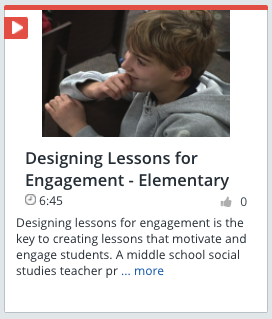 Designing Lessons for
Engagement - Elementary
6:45
0
Designing lessons for engagement is the
key to creating lessons that motivate and
engage students. A middle school social
studies teacher pr ... more